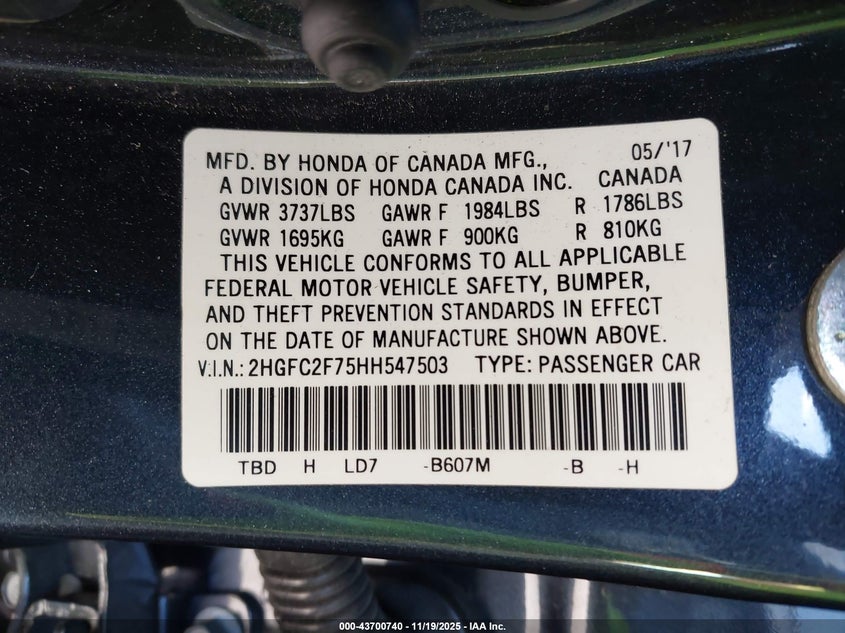 MFD. BY HONDA OF CANADA MFG., 05/'17
A DIVISION OF HONDA CANADA INC. CANADA
GVWR 3737LBS GAWR F 1984LBS R 1786LBS
GVWR 1695KG GAWR F 900KG R 810KG
THIS VEHICLE CONFORMS TO ALL APPLICABLE
FEDERAL MOTOR VEHICLE SAFETY, BUMPER,
AND THEFT PREVENTION STANDARDS IN EFFECT
ON THE DATE OF MANUFACTURE SHOWN ABOVE.
V.I.N.: 2HGFC2F75HH547503 TYPE: PASSENGER CAR
TBD H LD7 -B607M -B -H
000-43700740 - 11/19/2025 - IAA Inc.